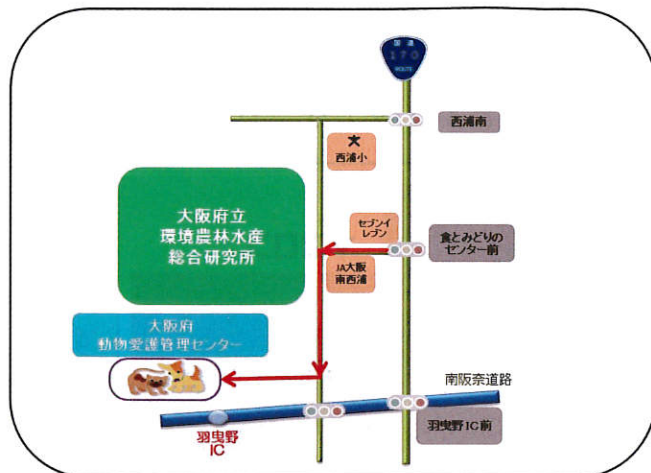 国道
170
ROUTE
西浦南
西浦小
大阪府立
環境農林水産
総合研究所
セブンイ
レブン
食とみどりの
センター前
JA大阪
南西浦
大阪府
動物愛護管理センター
南阪奈道路
羽曳野
IC
羽曳野IC前